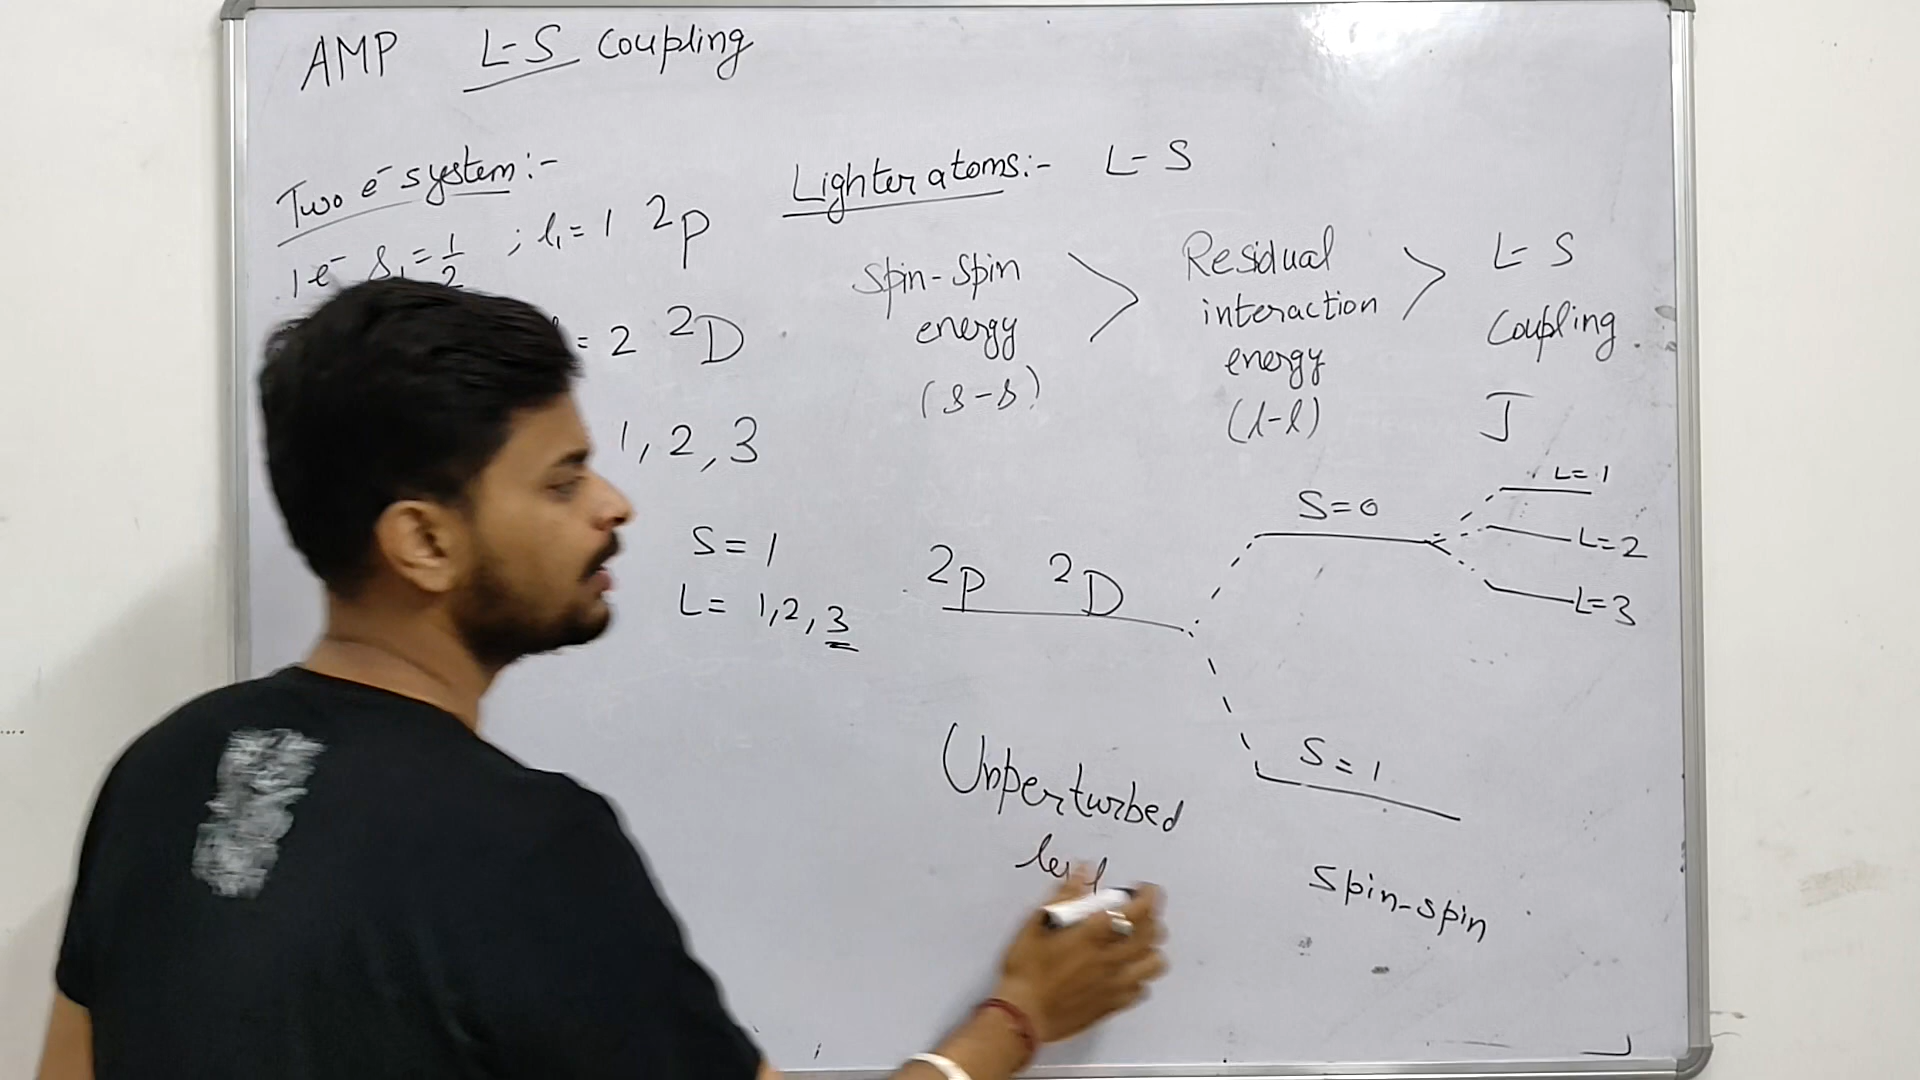 AMP L-S Coupling
Two e⁻ system:-
1e⁻ s₁ = 1/2 ; l₁ = 1 ²P
= 2 ²D
1, 2, 3
S = 1
L = 1, 2, 3
Lighter atoms:- L-S
Spin-Spin energy (s-s) > Residual interaction energy (l-l) > L-S Coupling J
²P ²D
S = 0
L = 1
L = 2
L = 3
S = 1
Unperturbed
Spin-spin